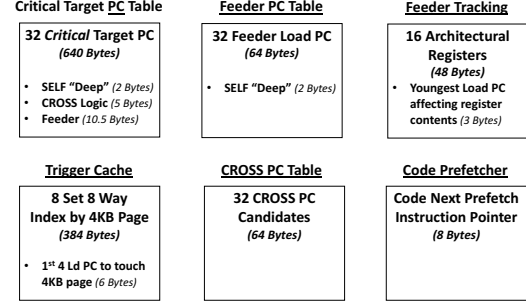 Critical Target PC Table
32 Critical Target PC
(640 Bytes)
• SELF "Deep" (2 Bytes)
• CROSS Logic (5 Bytes)
• Feeder (10.5 Bytes)
Feeder PC Table
32 Feeder Load PC
(64 Bytes)
• SELF "Deep" (2 Bytes)
Feeder Tracking
16 Architectural
Registers
(48 Bytes)
• Youngest Load PC
affecting register
contents (3 Bytes)
Trigger Cache
8 Set 8 Way
Index by 4KB Page
(384 Bytes)
• 1st 4 Ld PC to touch
4KB page (6 Bytes)
CROSS PC Table
32 CROSS PC
Candidates
(64 Bytes)
Code Prefetcher
Code Next Prefetch
Instruction Pointer
(8 Bytes)